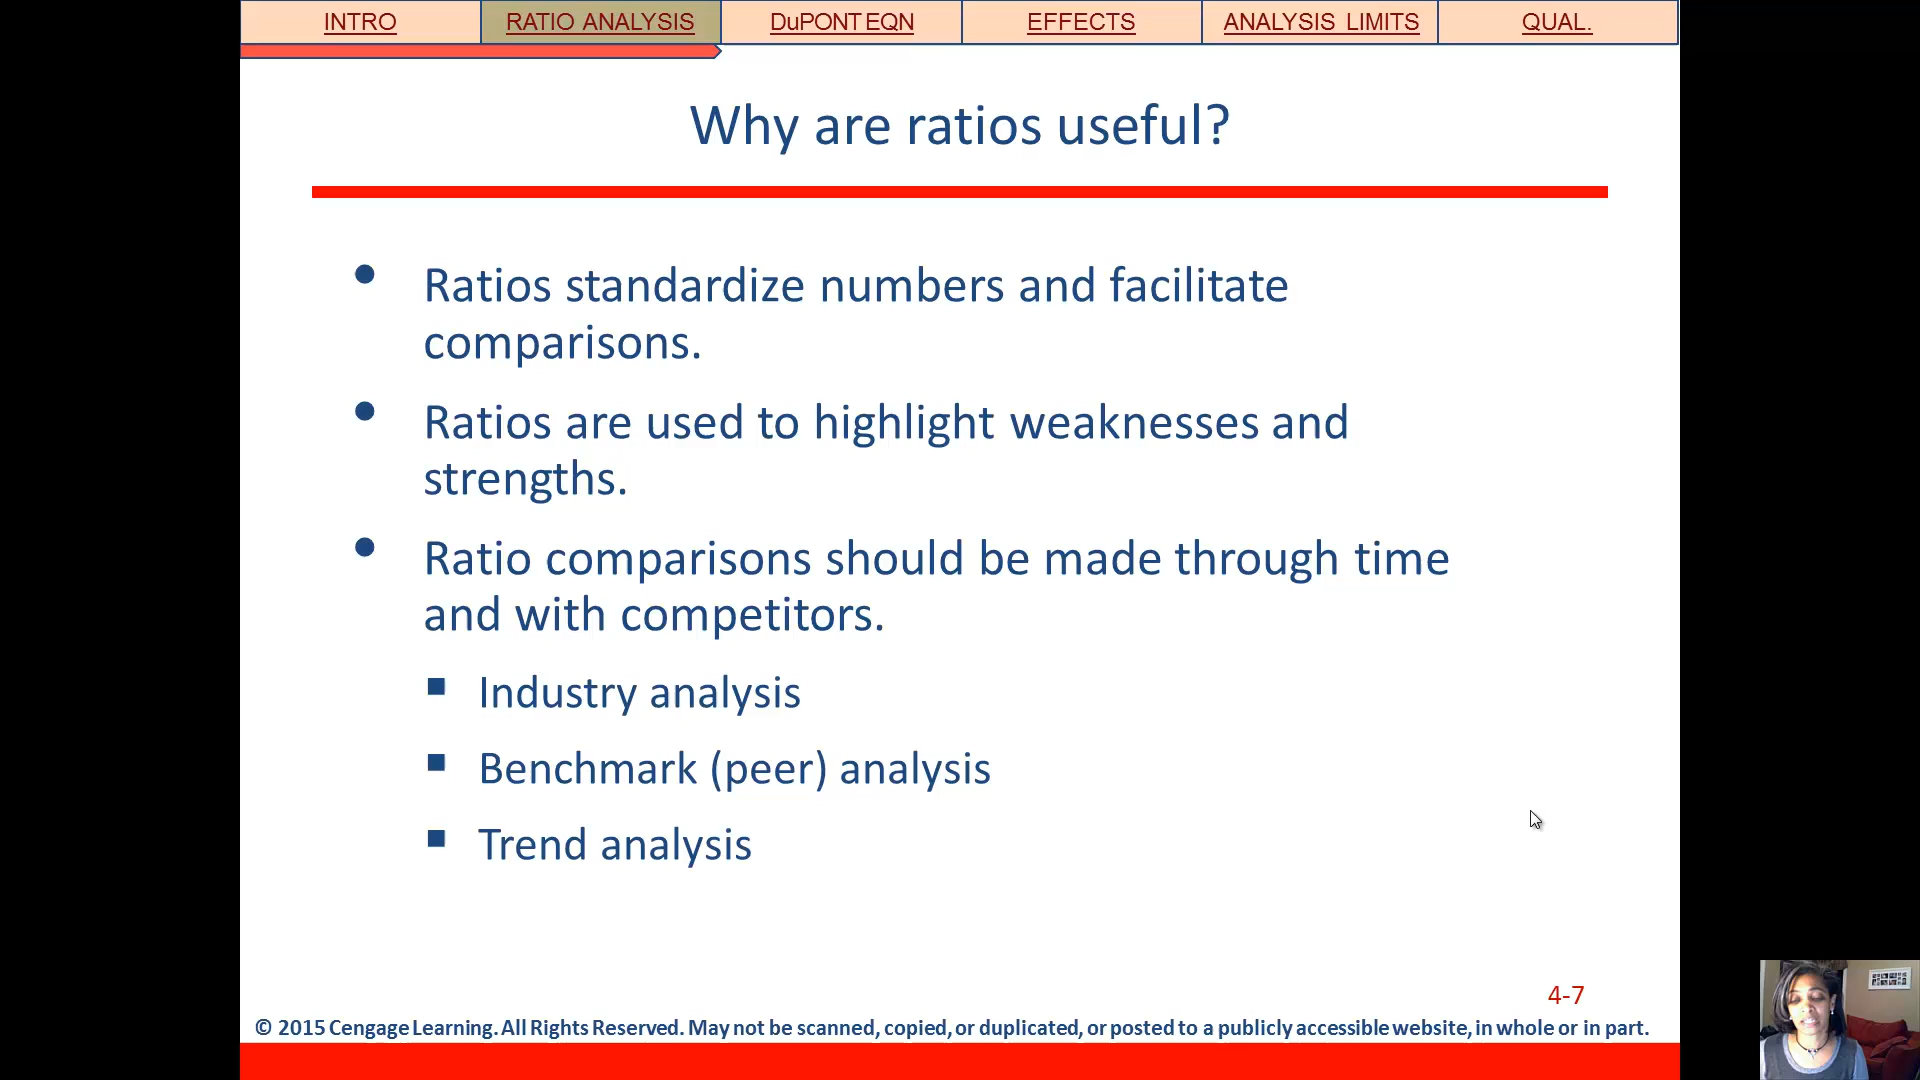 INTRO RATIO ANALYSIS DuPONT EQN EFFECTS ANALYSIS LIMITS QUAL.
Why are ratios useful?
• Ratios standardize numbers and facilitate
comparisons.
• Ratios are used to highlight weaknesses and
strengths.
• Ratio comparisons should be made through time
and with competitors.
▪ Industry analysis
▪ Benchmark (peer) analysis
▪ Trend analysis
4-7
© 2015 Cengage Learning. All Rights Reserved. May not be scanned, copied, or duplicated, or posted to a publicly accessible website, in whole or in part.